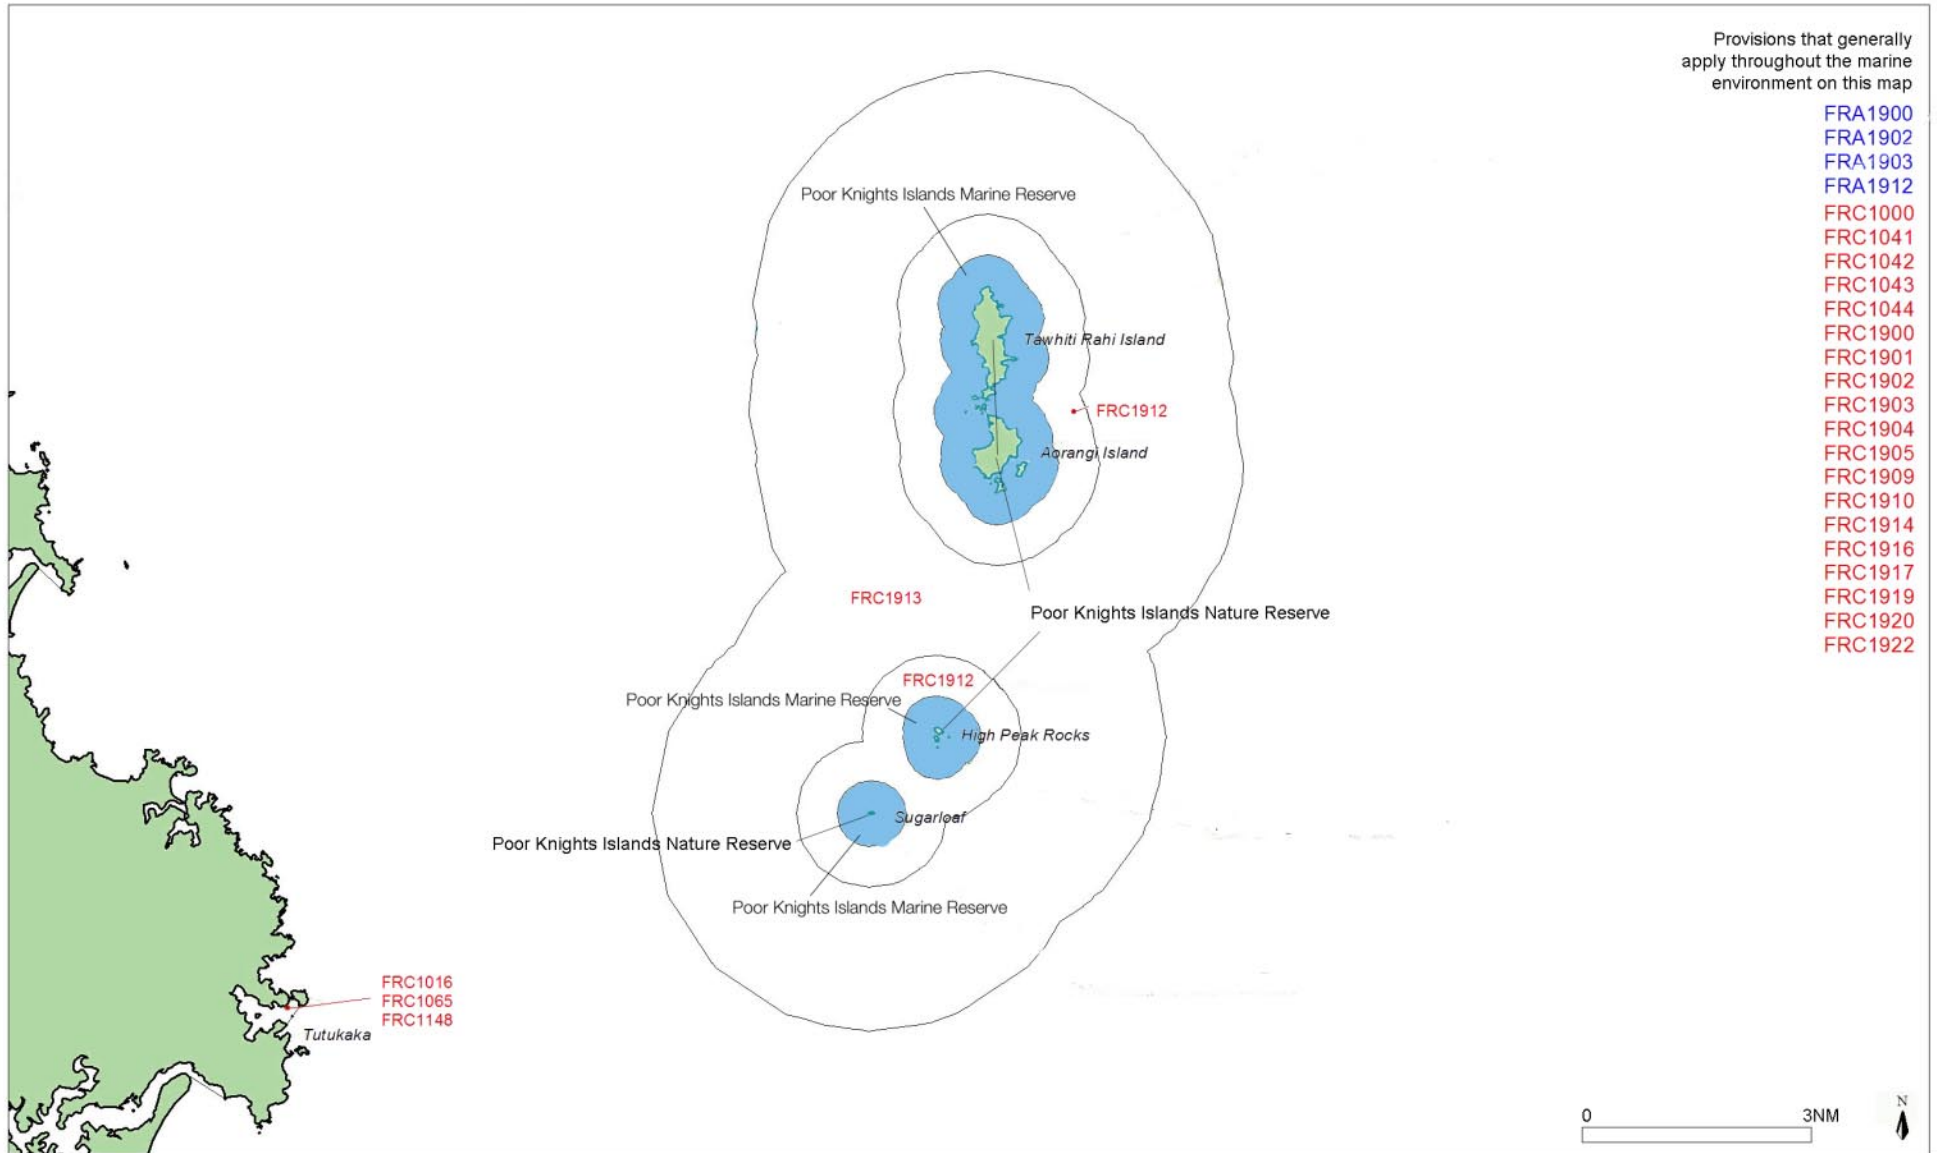 Provisions that generally
apply throughout the marine
environment on this map
FRA1900
FRA1902
FRA1903
FRA1912
FRC1000
FRC1041
FRC1042
FRC1043
FRC1044
FRC1900
FRC1901
FRC1902
FRC1903
FRC1904
FRC1905
FRC1909
FRC1910
FRC1914
FRC1916
FRC1917
FRC1919
FRC1920
FRC1922
Poor Knights Islands Marine Reserve
Tawhiti Rahi Island
FRC1912
Aorangi Island
FRC1913
Poor Knights Islands Nature Reserve
FRC1912
Poor Knights Islands Marine Reserve
High Peak Rocks
Sugarloaf
Poor Knights Islands Nature Reserve
Poor Knights Islands Marine Reserve
FRC1016
FRC1065
FRC1148
Tutukaka
0 3NM
N